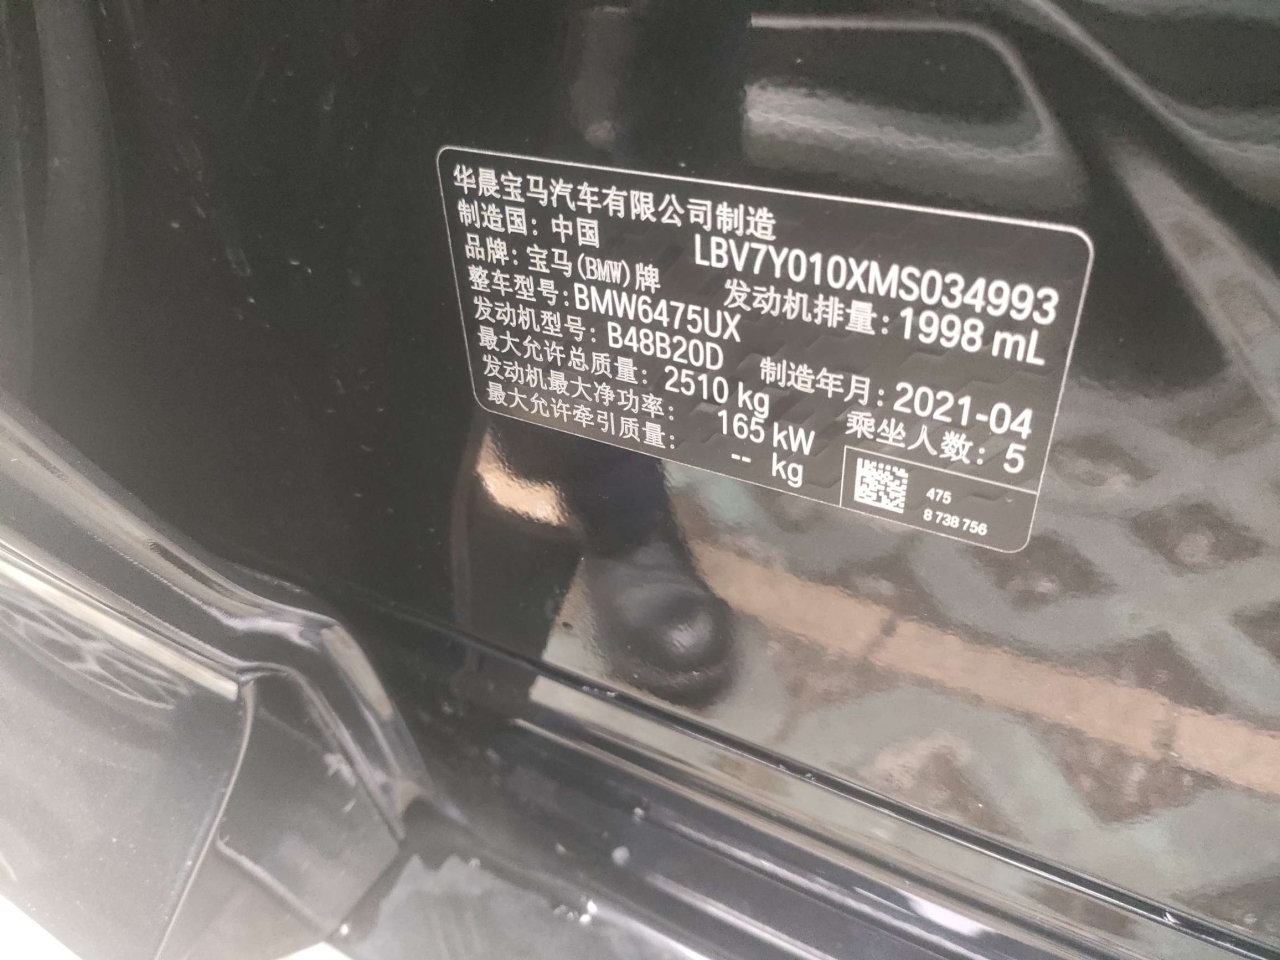 华晨宝马汽车有限公司制造
制造国：中国
LBV7Y010XMS034993
品牌：宝马(BMW)牌
发动机排量：1998 mL
整车型号：BMW6475UX
发动机型号：B48B20D
制造年月：2021-04
最大允许总质量：2510 kg
乘坐人数：5
发动机最大净功率：165 kW
最大允许牵引质量：-- kg
475
8 738 756